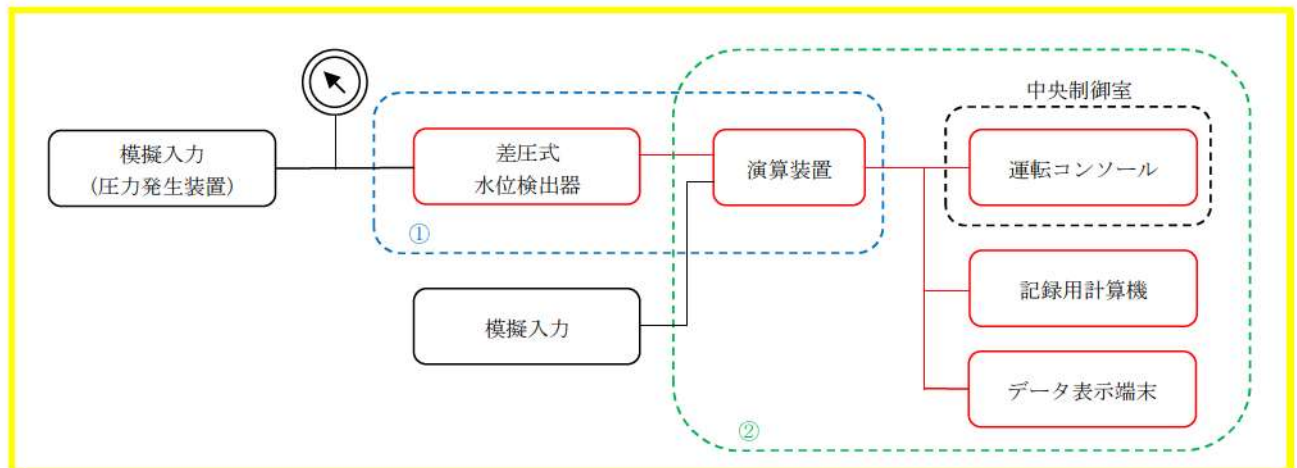 中央制御室
模擬入力
(圧力発生装置)
差圧式
水位検出器
演算装置
運転コンソール
①
模擬入力
記録用計算機
データ表示端末
②